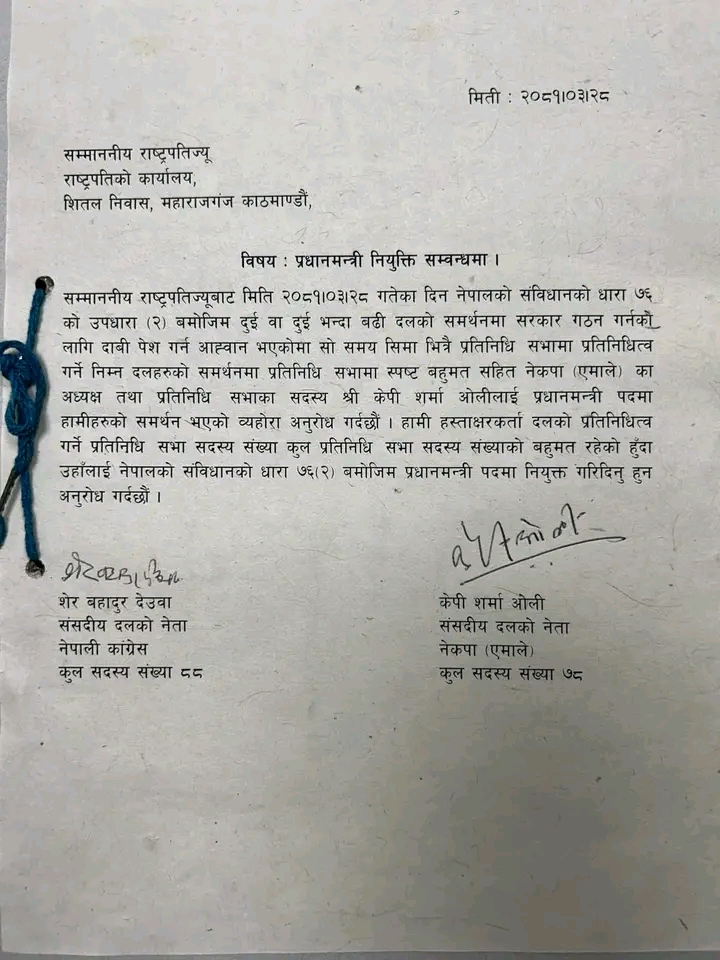 मिती : २०८१।०३।२८
सम्माननीय राष्ट्रपतिज्यू
राष्ट्रपतिको कार्यालय,
शितल निवास, महाराजगंज काठमाण्डौं,
विषय : प्रधानमन्त्री नियुक्ति सम्वन्धमा ।
सम्माननीय राष्ट्रपतिज्यूबाट मिति २०८१।०३।२८ गतेका दिन नेपालको संविधानको धारा ७६
को उपधारा (२) बमोजिम दुई वा दुई भन्दा बढी दलको समर्थनमा सरकार गठन गर्नको
लागि दाबी पेश गर्न आह्वान भएकोमा सो समय सिमा भित्रै प्रतिनिधि सभामा प्रतिनिधित्व
गर्ने निम्न दलहरुको समर्थनमा प्रतिनिधि सभामा स्पष्ट बहुमत सहित नेकपा (एमाले) का
अध्यक्ष तथा प्रतिनिधि सभाका सदस्य श्री केपी शर्मा ओलीलाई प्रधानमन्त्री पदमा
हामीहरुको समर्थन भएको व्यहोरा अनुरोध गर्दछौं । हामी हस्ताक्षरकर्ता दलको प्रतिनिधित्व
गर्ने प्रतिनिधि सभा सदस्य संख्या कुल प्रतिनिधि सभा सदस्य संख्याको बहुमत रहेको हुँदा
उहाँलाई नेपालको संविधानको धारा ७६(२) बमोजिम प्रधानमन्त्री पदमा नियुक्त गरिदिनु हुन
अनुरोध गर्दछौं ।
शेर बहादुर देउवा
संसदीय दलको नेता
नेपाली कांग्रेस
कुल सदस्य संख्या ८८
केपी शर्मा ओली
संसदीय दलको नेता
नेकपा (एमाले)
कुल सदस्य संख्या ७८